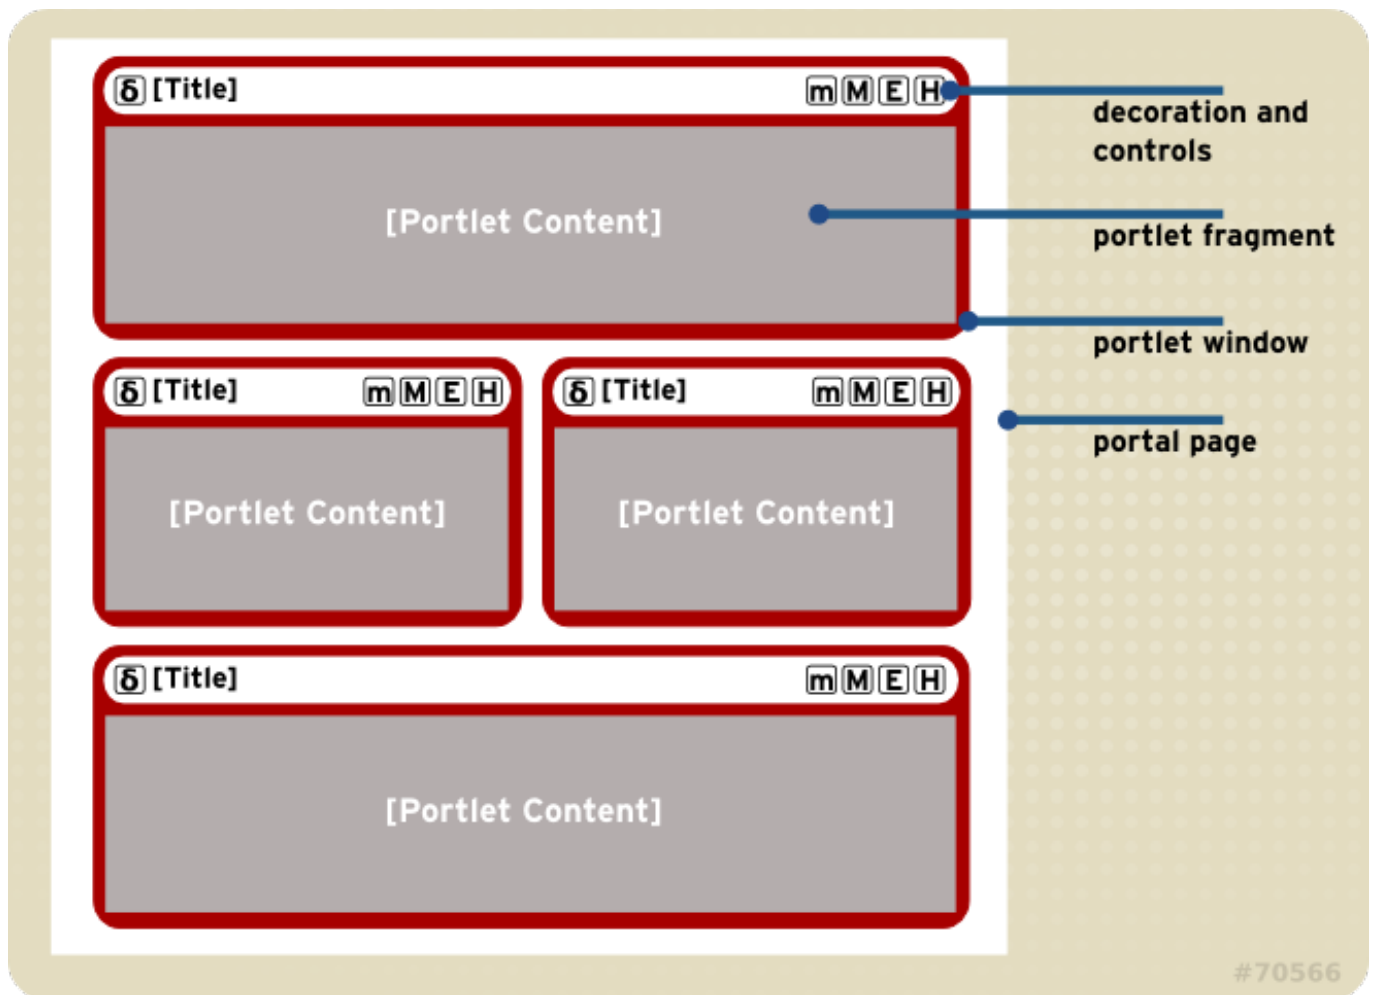 δ [Title] m M E H
decoration and
controls
[Portlet Content]
portlet fragment
portlet window
δ [Title] m M E H
δ [Title] m M E H
portal page
[Portlet Content]
[Portlet Content]
δ [Title] m M E H
[Portlet Content]
#70566